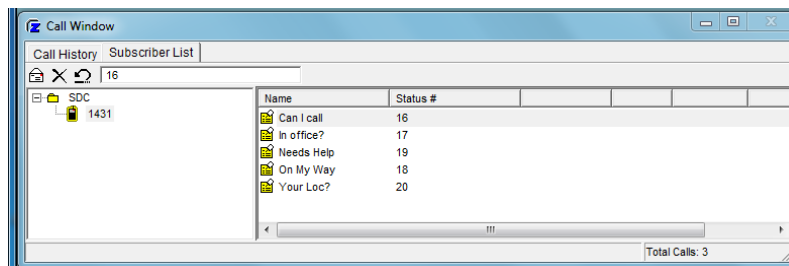 Call Window
Call History Subscriber List
16
SDC
1431
Name Status #
Can I call 16
In office? 17
Needs Help 19
On My Way 18
Your Loc? 20
Total Calls: 3